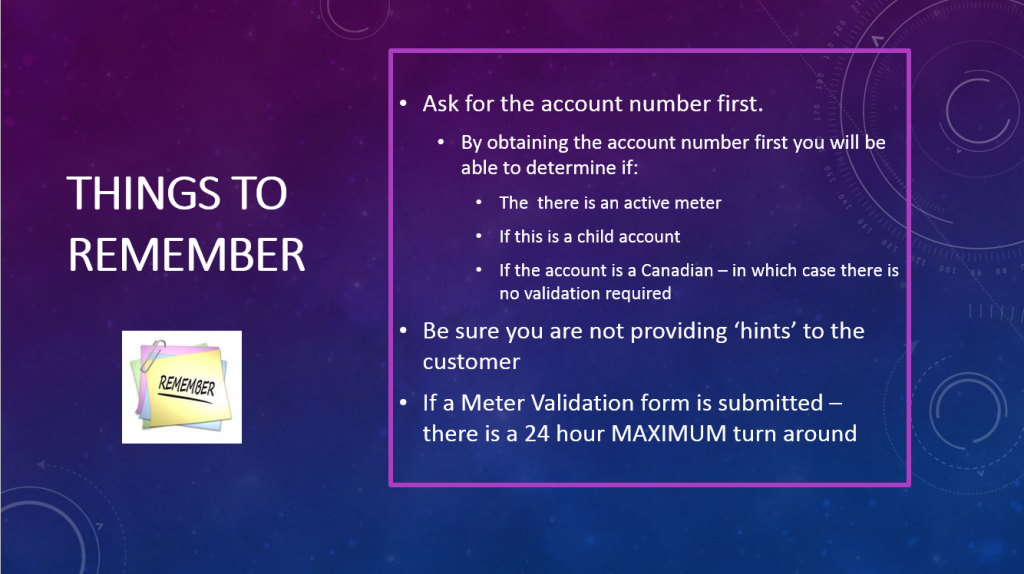 THINGS TO
REMEMBER
REMEMBER
• Ask for the account number first.
• By obtaining the account number first you will be
able to determine if:
• The  there is an active meter
• If this is a child account
• If the account is a Canadian – in which case there is
no validation required
• Be sure you are not providing ‘hints’ to the
customer
• If a Meter Validation form is submitted –
there is a 24 hour MAXIMUM turn around